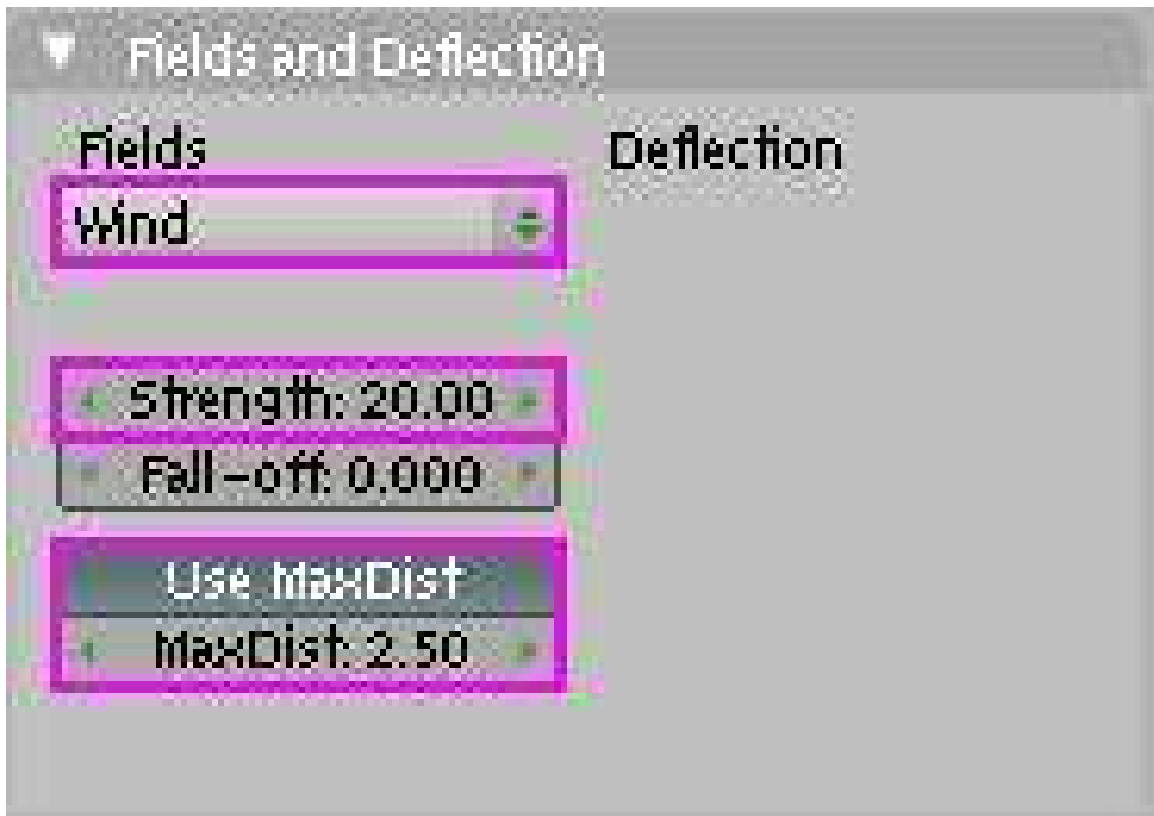 Fields and Deflection
Fields Deflection
Wind
Strength: 20.00
Fall-off: 0.000
Use MaxDist
MaxDist: 2.50